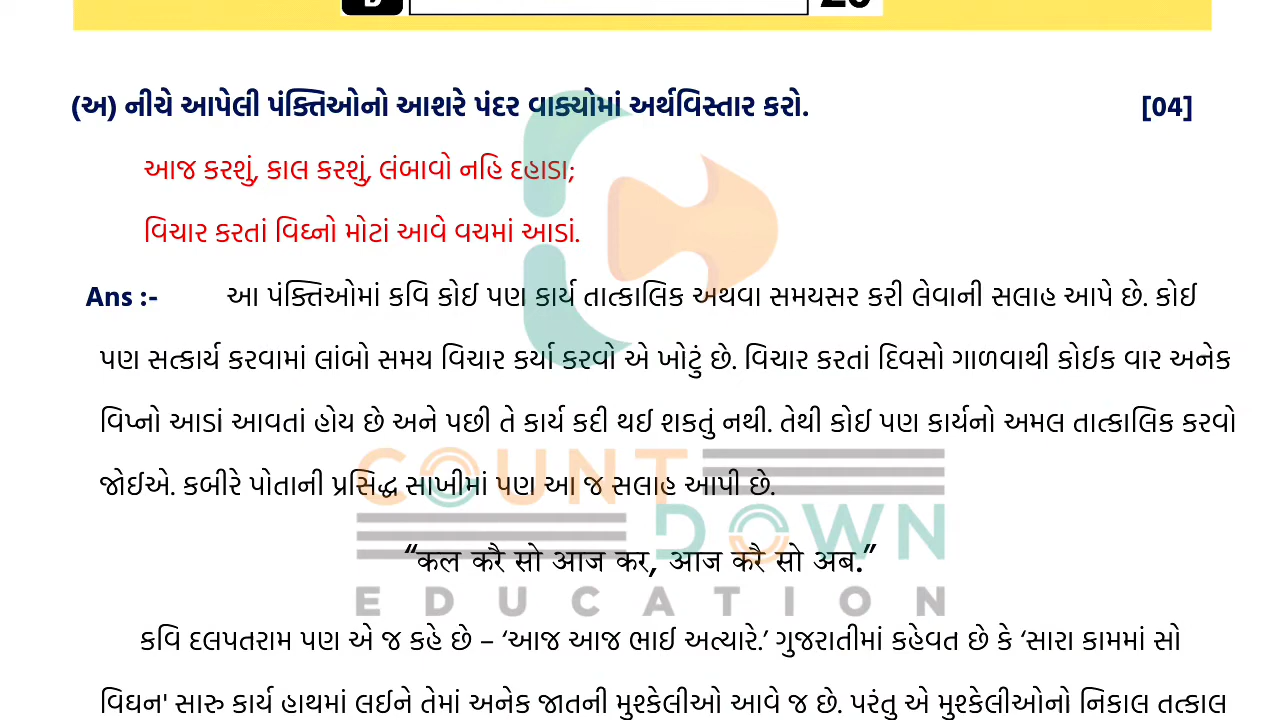 (અ) નીચે આપેલી પંક્તિઓનો આશરે પંદર વાક્યોમાં અર્થવિસ્તાર કરો. [04]
આજ કરશું, કાલ કરશું, લંબાવો નહિ દહાડા;
વિચાર કરતાં વિઘ્નો મોટાં આવે વચમાં આડાં.
Ans :- આ પંક્તિઓમાં કવિ કોઈ પણ કાર્ય તાત્કાલિક અથવા સમયસર કરી લેવાની સલાહ આપે છે. કોઈ
પણ સત્કાર્ય કરવામાં લાંબો સમય વિચાર કર્યા કરવો એ ખોટું છે. વિચાર કરતાં દિવસો ગાળવાથી કોઈક વાર અનેક
વિપ્નો આડાં આવતાં હોય છે અને પછી તે કાર્ય કદી થઈ શકતું નથી. તેથી કોઈ પણ કાર્યનો અમલ તાત્કાલિક કરવો
જોઈએ. કબીરે પોતાની પ્રસિદ્ધ સાખીમાં પણ આ જ સલાહ આપી છે.
COUNT
DOWN
“कल करै सो आज कर, आज करै सो अब.”
EDUCATION
કવિ દલપતરામ પણ એ જ કહે છે – ‘આજ આજ ભાઈ અત્યારે.’ ગુજરાતીમાં કહેવત છે કે ‘સારા કામમાં સો
વિઘન' સારુ કાર્ય હાથમાં લઈને તેમાં અનેક જાતની મુશ્કેલીઓ આવે જ છે. પરંતુ એ મુશ્કેલીઓનો નિકાલ તત્કાલ